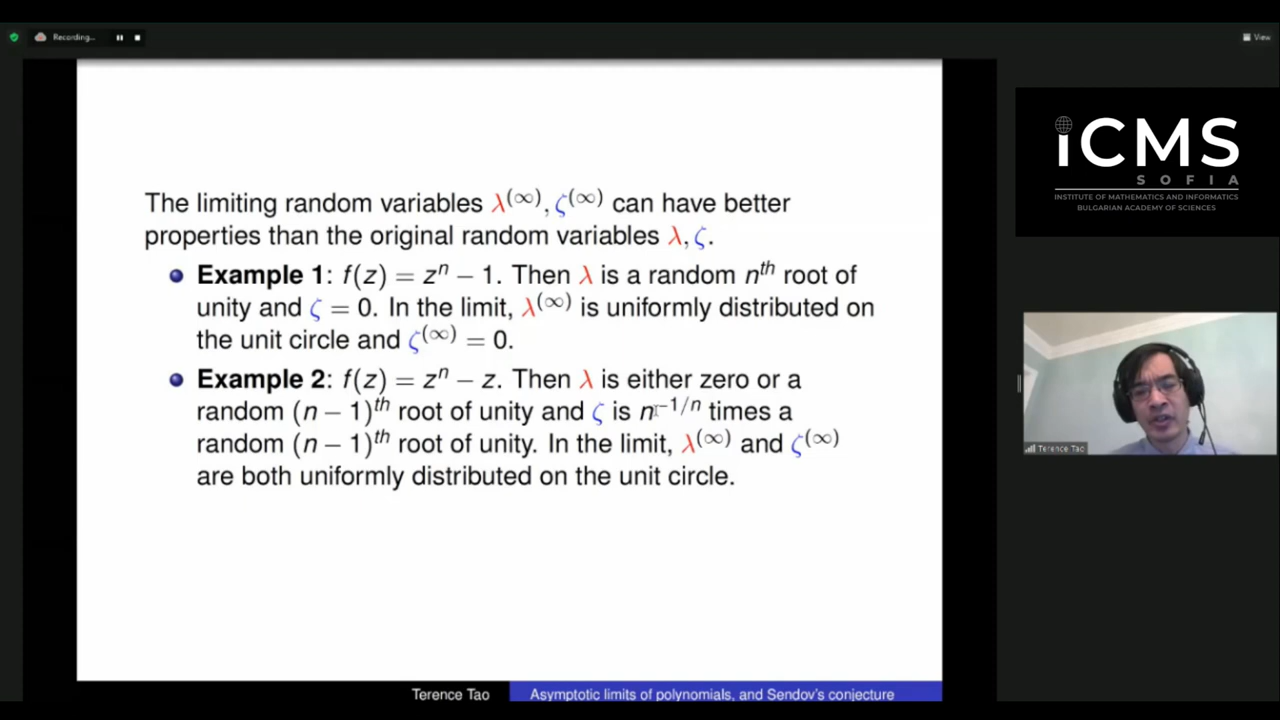 Recording...
View
The limiting random variables λ^(∞), ζ^(∞) can have better
properties than the original random variables λ, ζ.
Example 1: f(z) = z^n − 1. Then λ is a random n^th root of
unity and ζ = 0. In the limit, λ^(∞) is uniformly distributed on
the unit circle and ζ^(∞) = 0.
Example 2: f(z) = z^n − z. Then λ is either zero or a
random (n − 1)^th root of unity and ζ is n^−1/n times a
random (n − 1)^th root of unity. In the limit, λ^(∞) and ζ^(∞)
are both uniformly distributed on the unit circle.
Terence Tao
Asymptotic limits of polynomials, and Sendov's conjecture
iCMS
SOFIA
INSTITUTE OF MATHEMATICS AND INFORMATICS
BULGARIAN ACADEMY OF SCIENCES
Terence Tao